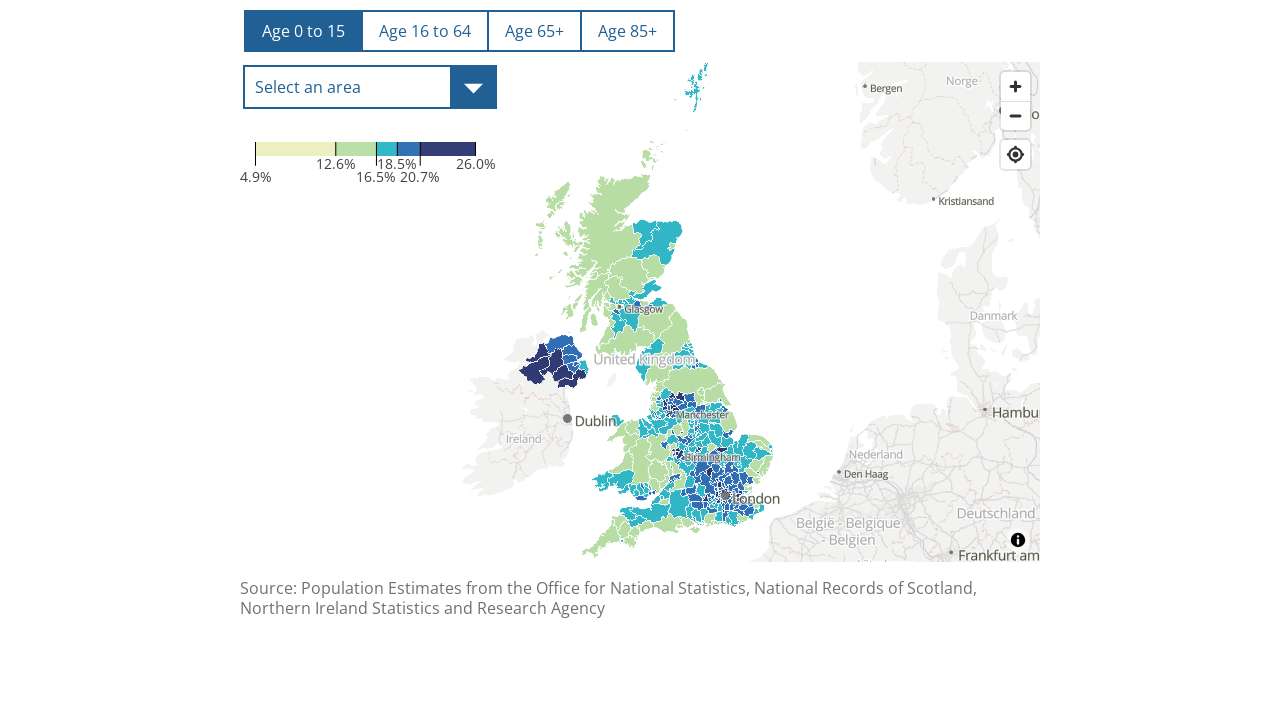 Age 0 to 15
Age 16 to 64
Age 65+
Age 85+
Select an area
12.6%
18.5%
26.0%
4.9%
16.5%
20.7%
Norge
Bergen
Kristiansand
Danmark
Glasgow
United Kingdom
Hambu
Dublin
Manchester
Ireland
Birmingham
Nederland
Den Haag
London
Deutschland
België - Belgique
- Belgien
Frankfurt am
Source: Population Estimates from the Office for National Statistics, National Records of Scotland,
Northern Ireland Statistics and Research Agency